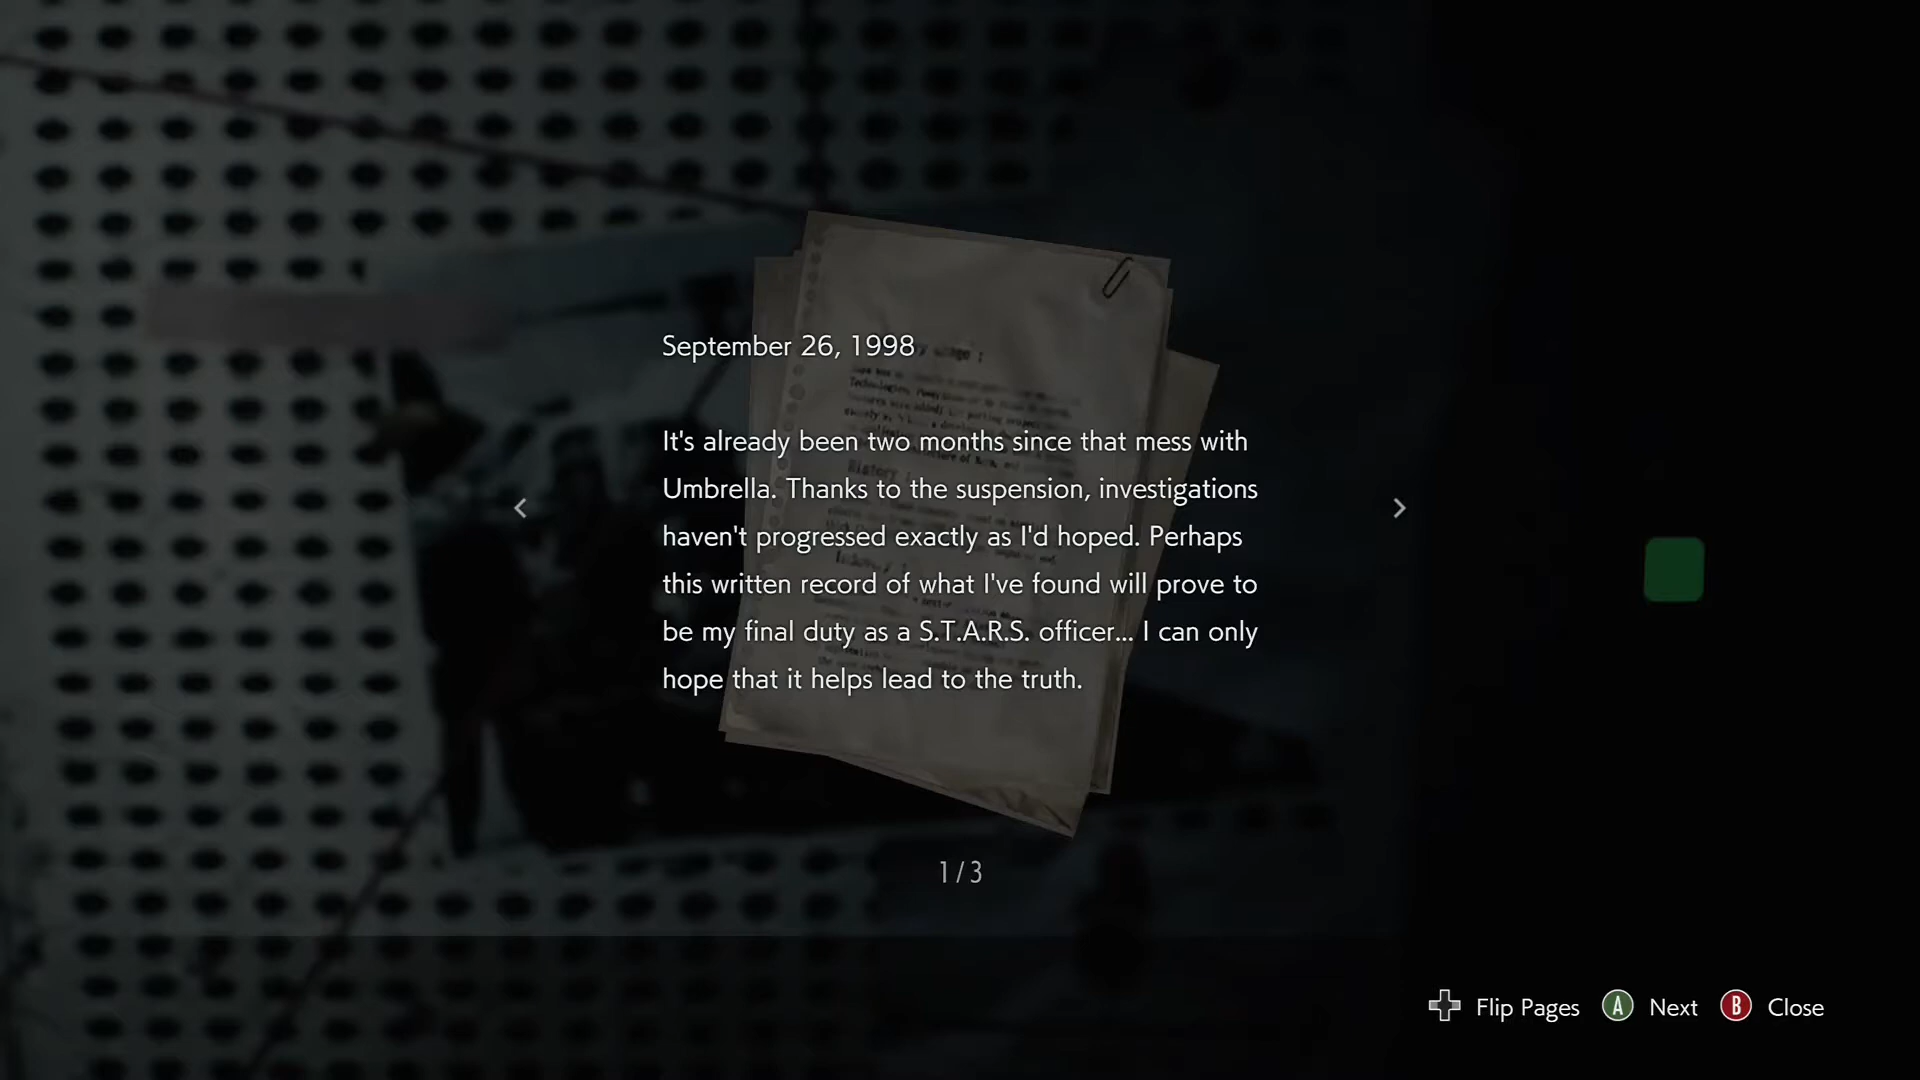 September 26, 1998
It's already been two months since that mess with
Umbrella. Thanks to the suspension, investigations
haven't progressed exactly as I'd hoped. Perhaps
this written record of what I've found will prove to
be my final duty as a S.T.A.R.S. officer... I can only
hope that it helps lead to the truth.
1 / 3
Flip Pages A Next B Close